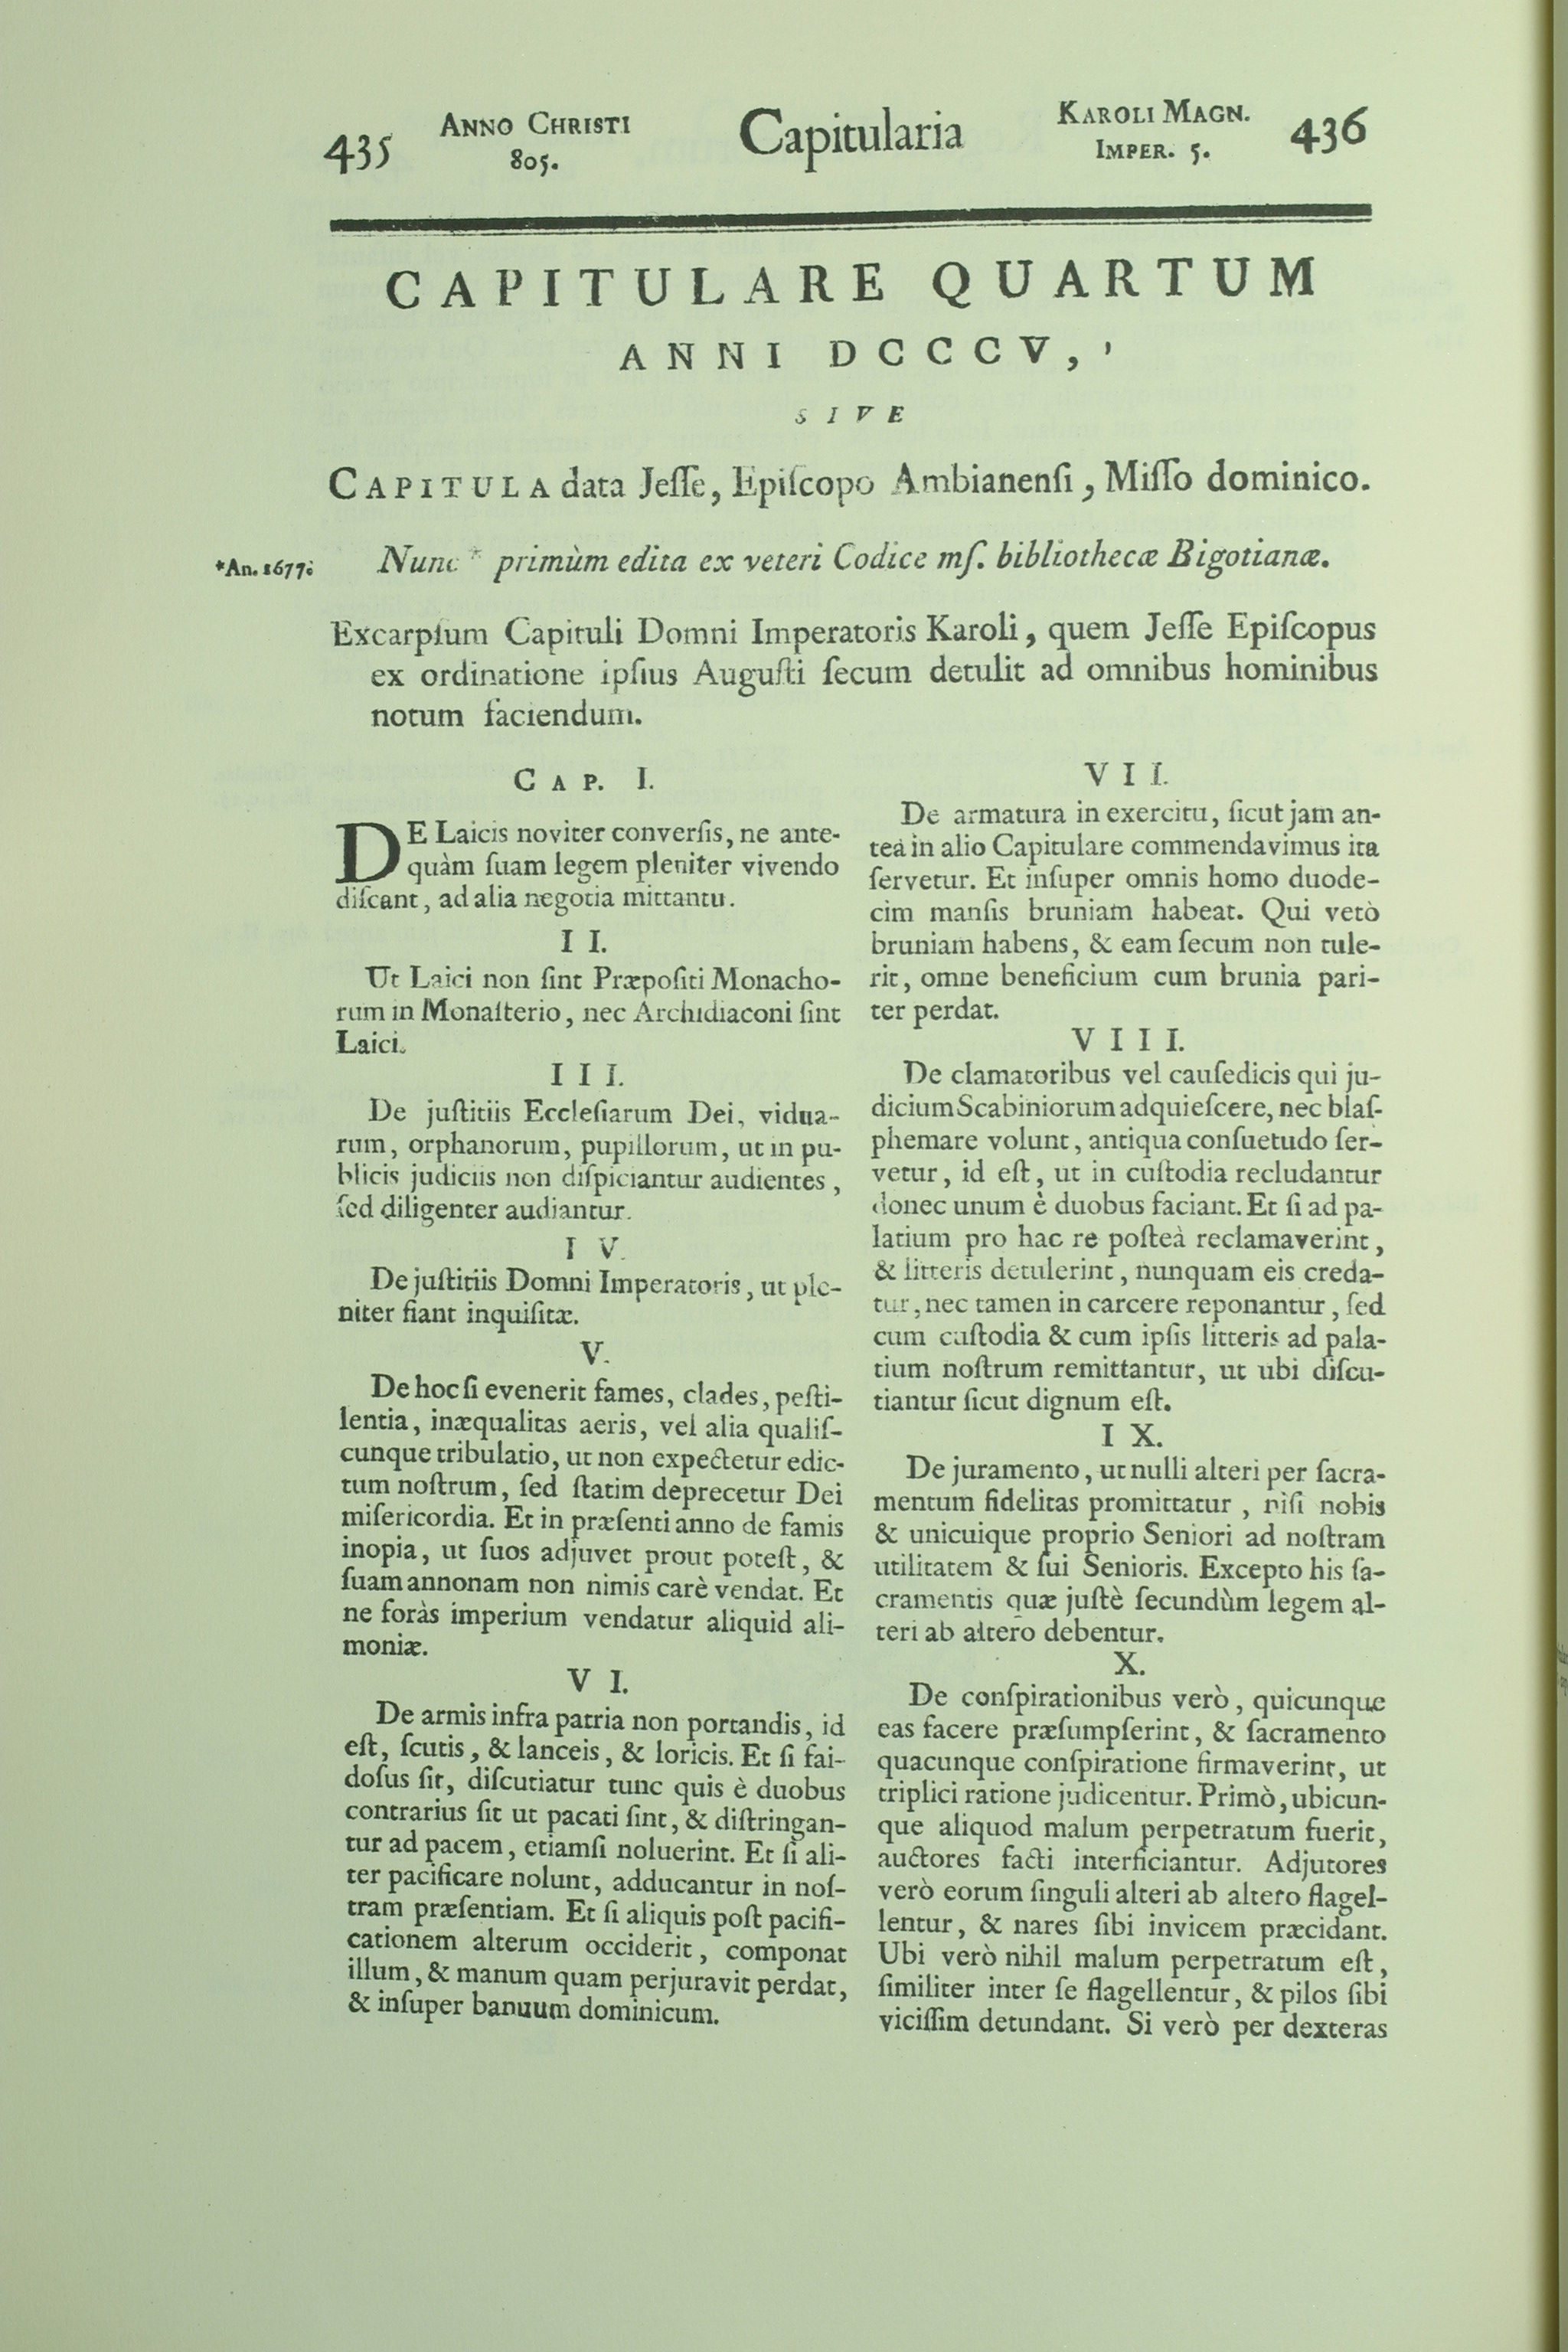 435 ANNO CHRISTI 805. Capitularia KAROLI MAGN. IMPER. 5. 436
CAPITULARE QUARTUM
ANNI DCCCV,
SIVE
CAPITULA data Jeſſe, Epiſcopo Ambianenſi, Miſſo dominico.
*An. 1677.
Nunc * primùm edita ex veteri Codice mſ. bibliothecæ Bigotianæ.
Excarpſum Capituli Domni Imperatoris Karoli, quem Jeſſe Epiſcopus
ex ordinatione ipſius Auguſti ſecum detulit ad omnibus hominibus
notum faciendum.
CAP. I.
DE Laicis noviter converſis, ne ante-
quàm ſuam legem pleniter vivendo
diſcant, ad alia negotia mittantu.
II.
Ut Laici non ſint Præpoſiti Monacho-
rum in Monaſterio, nec Archidiaconi ſint
Laici.
III.
De juſtitiis Eccleſiarum Dei, vidua-
rum, orphanorum, pupillorum, ut in pu-
blicis judiciis non diſpiciantur audientes,
ſed diligenter audiantur.
IV.
De juſtitiis Domni Imperatoris, ut ple-
niter fiant inquiſitæ.
V.
De hoc ſi evenerit fames, clades, peſti-
lentia, inæqualitas aeris, vel alia qualiſ-
cunque tribulatio, ut non expectetur edic-
tum noſtrum, ſed ſtatim deprecetur Dei
miſericordia. Et in præſenti anno de famis
inopia, ut ſuos adjuvet prout poteſt, &
ſuam annonam non nimis carè vendat. Et
ne foràs imperium vendatur aliquid ali-
moniæ.
VI.
De armis infra patria non portandis, id
eſt, ſcutis, & lanceis, & loricis. Et ſi fai-
doſus ſit, diſcutiatur tunc quis è duobus
contrarius ſit ut pacati ſint, & diſtringan-
tur ad pacem, etiamſi noluerint. Et ſi ali-
ter pacificare nolunt, adducantur in noſ-
tram præſentiam. Et ſi aliquis poſt pacifi-
cationem alterum occiderit, componat
illum, & manum quam perjuravit perdat,
& inſuper banuum dominicum.
VII.
De armatura in exercitu, ſicut jam an-
teà in alio Capitulare commendavimus ita
ſervetur. Et inſuper omnis homo duode-
cim manſis bruniam habeat. Qui verò
bruniam habens, & eam ſecum non tule-
rit, omne beneficium cum brunia pari-
ter perdat.
VIII.
De clamatoribus vel cauſedicis qui ju-
dicium Scabiniorum adquieſcere, nec blaſ-
phemare volunt, antiqua conſuetudo ſer-
vetur, id eſt, ut in cuſtodia recludantur
donec unum è duobus faciant. Et ſi ad pa-
latium pro hac re poſteà reclamaverint,
& litteris detulerint, nunquam eis creda-
tur, nec tamen in carcere reponantur, ſed
cum cuſtodia & cum ipſis litteris ad pala-
tium noſtrum remittantur, ut ubi diſcu-
tiantur ſicut dignum eſt.
IX.
De juramento, ut nulli alteri per ſacra-
mentum fidelitas promittatur, niſi nobis
& unicuique proprio Seniori ad noſtram
utilitatem & ſui Senioris. Excepto his ſa-
cramentis quæ juſtè ſecundùm legem al-
teri ab altero debentur.
X.
De conſpirationibus verò, quicunque
eas facere præſumpſerint, & ſacramento
quacunque conſpiratione firmaverint, ut
triplici ratione judicentur. Primò, ubicun-
que aliquod malum perpetratum fuerit,
auctores facti interficiantur. Adjutores
verò eorum ſinguli alteri ab altero flagel-
lentur, & nares ſibi invicem præcidant.
Ubi verò nihil malum perpetratum eſt,
ſimiliter inter ſe flagellentur, & pilos ſibi
viciſſim detundant. Si verò per dexteras